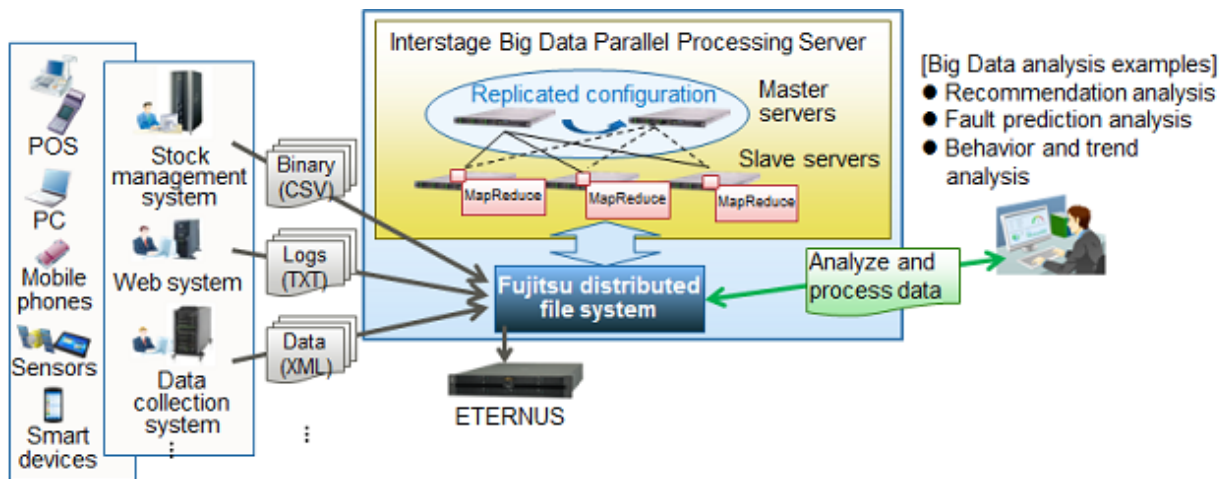 POS
PC
Mobile
phones
Sensors
Smart
devices
Stock
management
system
Web system
Data
collection
system
Binary
(CSV)
Logs
(TXT)
Data
(XML)
Interstage Big Data Parallel Processing Server
Replicated configuration
Master
servers
Slave servers
MapReduce
MapReduce
MapReduce
Fujitsu distributed
file system
ETERNUS
Analyze and
process data
[Big Data analysis examples]
● Recommendation analysis
● Fault prediction analysis
● Behavior and trend
analysis